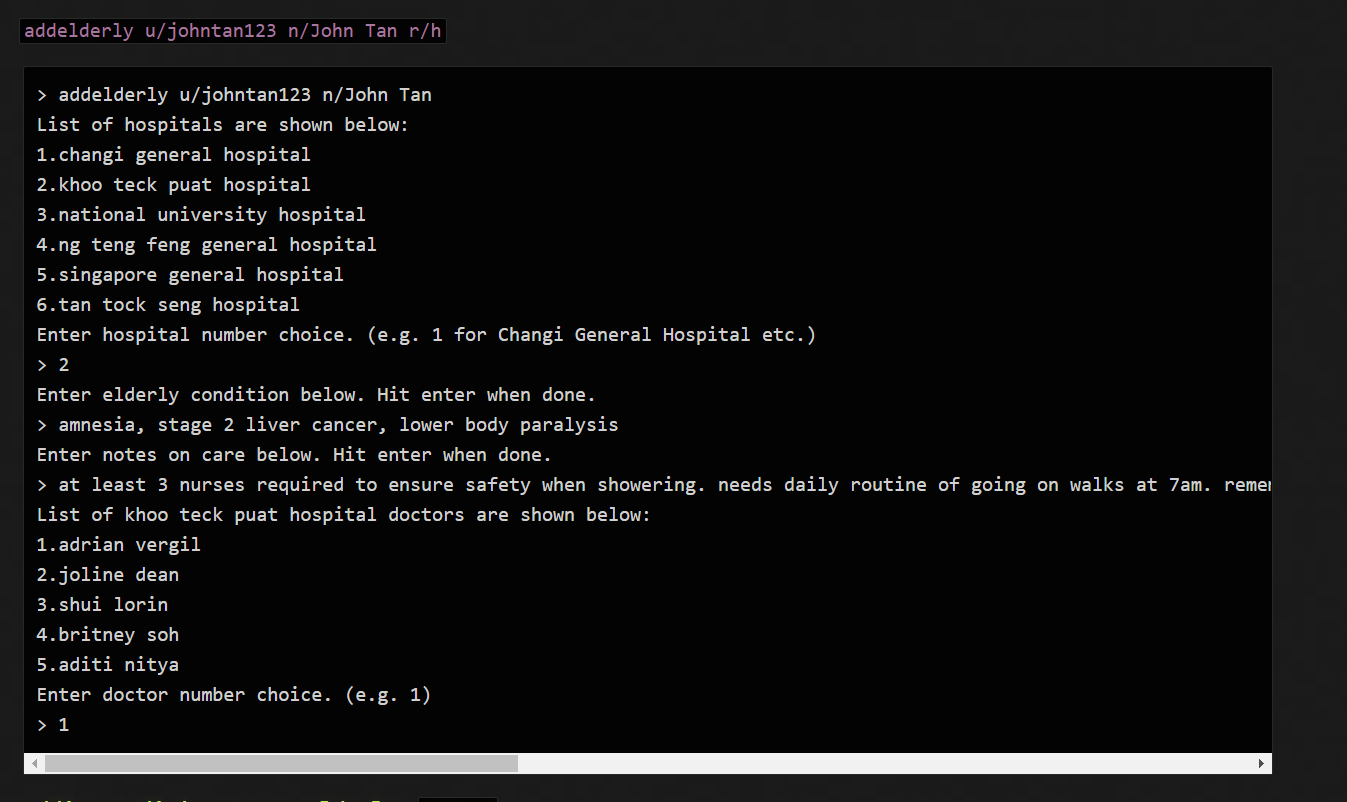 addelderly u/johntan123 n/John Tan r/h
> addelderly u/johntan123 n/John Tan
List of hospitals are shown below:
1.changi general hospital
2.khoo teck puat hospital
3.national university hospital
4.ng teng feng general hospital
5.singapore general hospital
6.tan tock seng hospital
Enter hospital number choice. (e.g. 1 for Changi General Hospital etc.)
> 2
Enter elderly condition below. Hit enter when done.
> amnesia, stage 2 liver cancer, lower body paralysis
Enter notes on care below. Hit enter when done.
> at least 3 nurses required to ensure safety when showering. needs daily routine of going on walks at 7am.
List of khoo teck puat hospital doctors are shown below:
1.adrian vergil
2.joline dean
3.shui lorin
4.britney soh
5.aditi nitya
Enter doctor number choice. (e.g. 1)
> 1